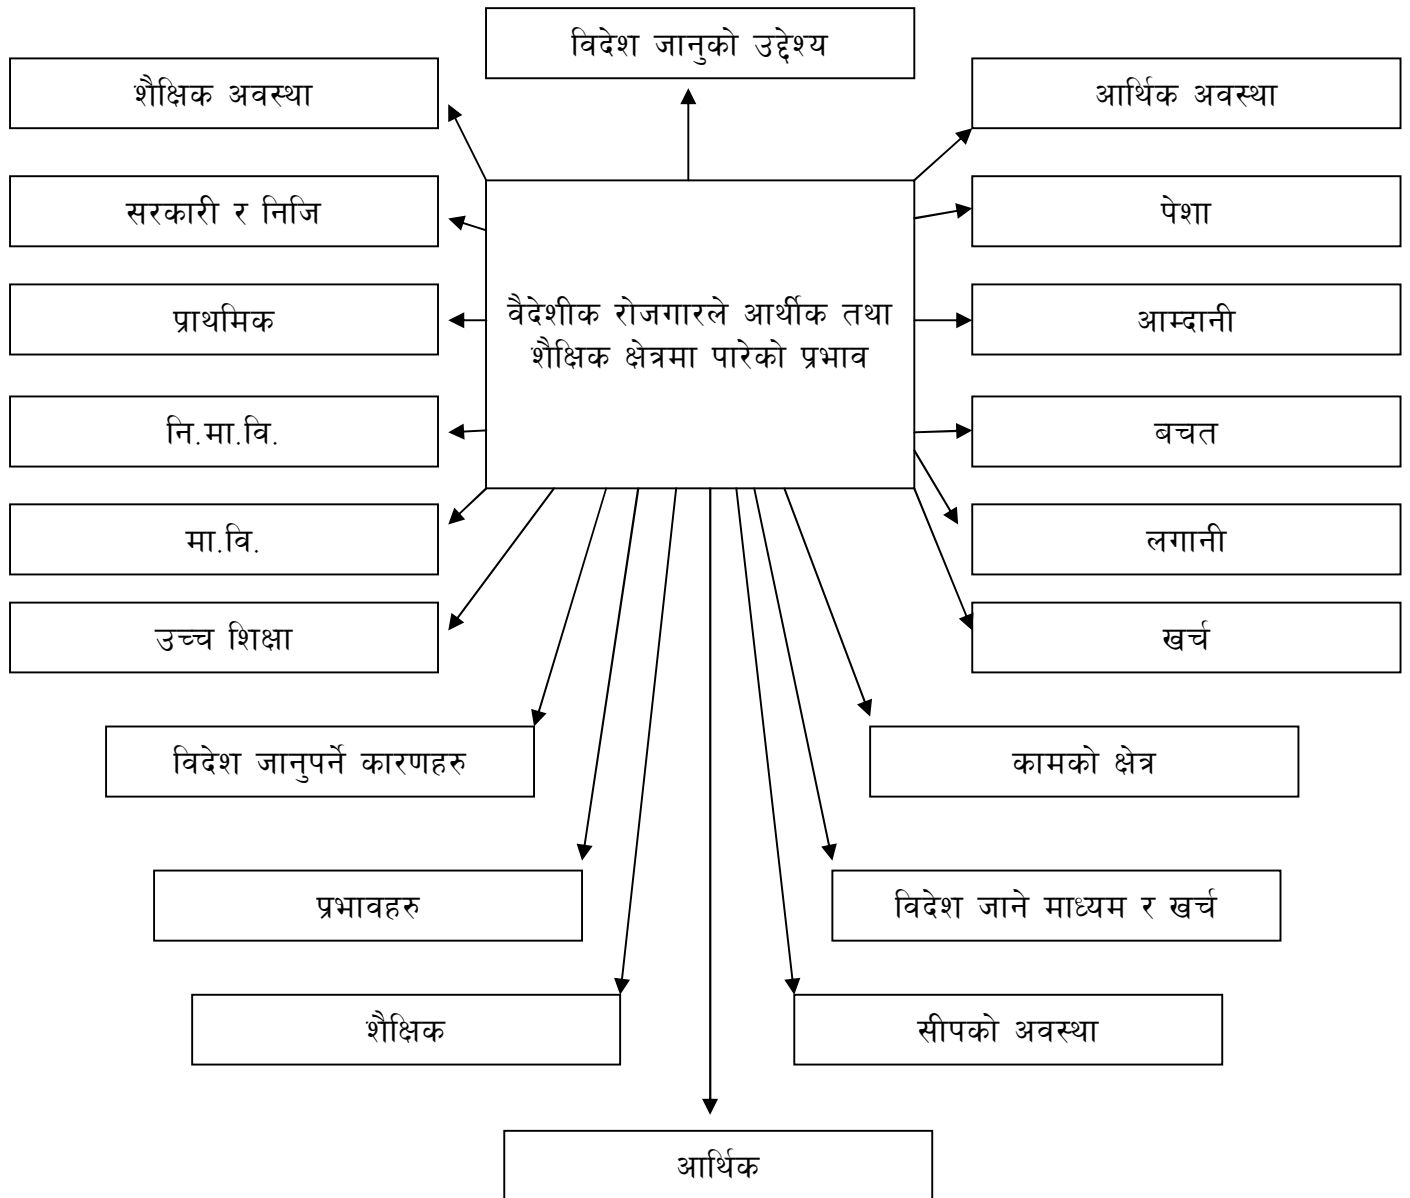 विदेश जानुको उद्देश्य
शैक्षिक अवस्था
आर्थिक अवस्था
सरकारी र निजि
पेशा
वैदेशीक रोजगारले आर्थीक तथा
शैक्षिक क्षेत्रमा पारेको प्रभाव
प्राथमिक
आम्दानी
नि.मा.वि.
बचत
मा.वि.
लगानी
उच्च शिक्षा
खर्च
विदेश जानुपर्ने कारणहरु
कामको क्षेत्र
प्रभावहरु
विदेश जाने माध्यम र खर्च
शैक्षिक
सीपको अवस्था
आर्थिक